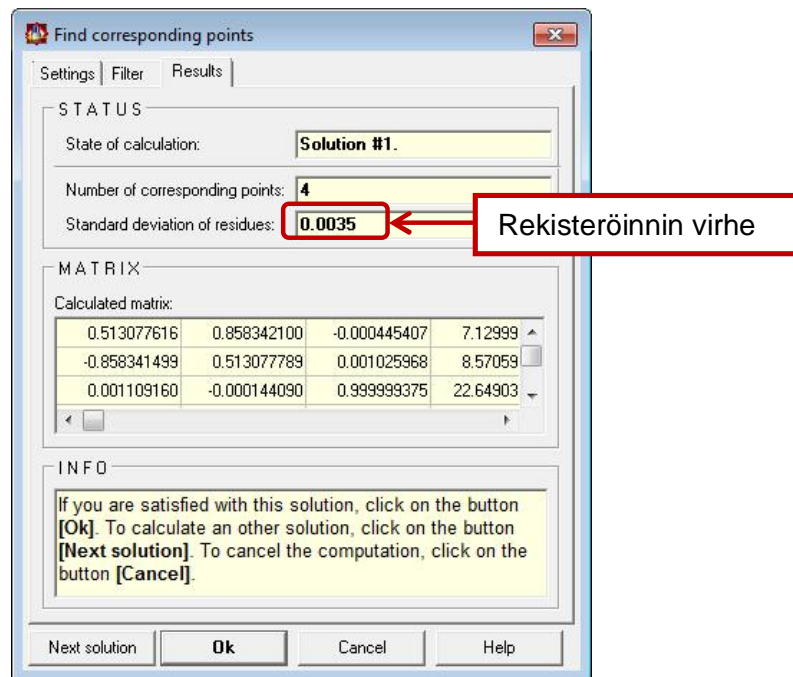 Find corresponding points
Settings Filter Results
STATUS
State of calculation: Solution #1.
Number of corresponding points: 4
Standard deviation of residues: 0.0035
Rekisteröinnin virhe
MATRIX
Calculated matrix:
0.513077616 0.858342100 -0.000445407 7.12999
-0.858341499 0.513077789 0.001025968 8.57059
0.001109160 -0.000144090 0.999999375 22.64903
INFO
If you are satisfied with this solution, click on the button
[Ok]. To calculate an other solution, click on the button
[Next solution]. To cancel the computation, click on the
button [Cancel].
Next solution Ok Cancel Help